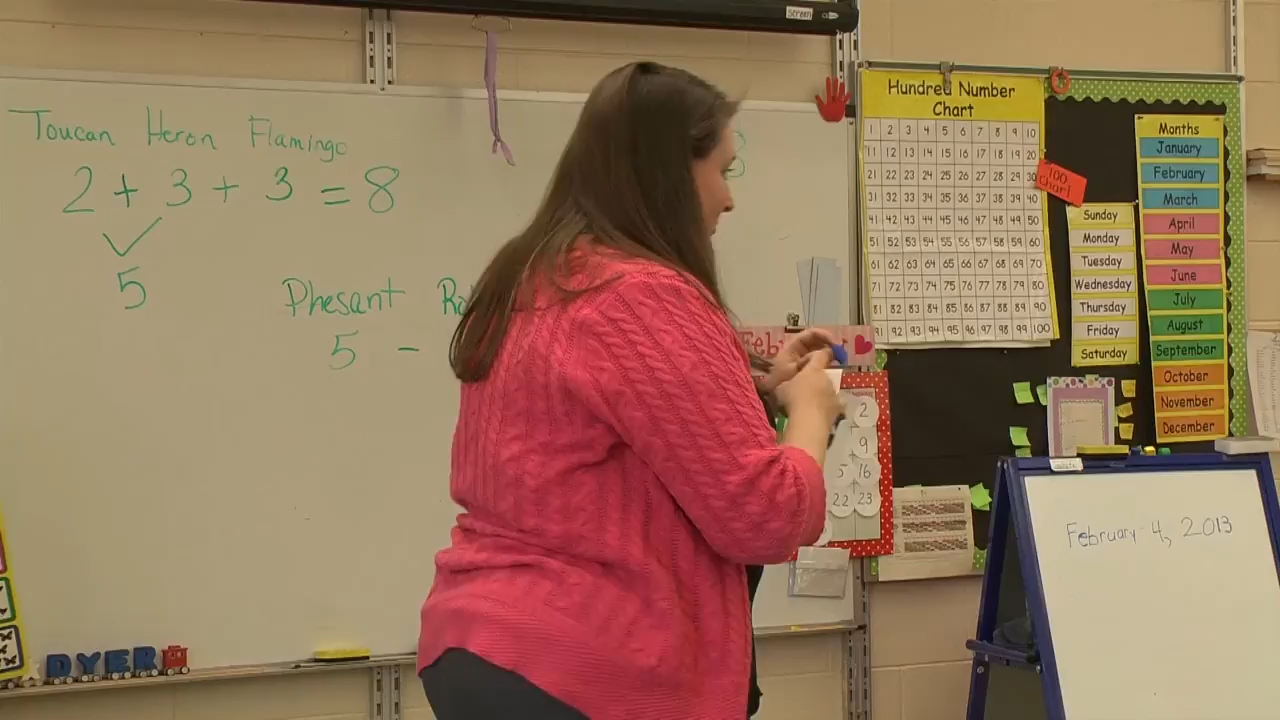 screen
Toucan Heron Flamingo
2 + 3 + 3 = 8
5
Phesant
5 -
3
Hundred Number
Chart
1 2 3 4 5 6 7 8 9 10
11 12 13 14 15 16 17 18 19 20
21 22 23 24 25 26 27 28 29 30
31 32 33 34 35 36 37 38 39 40
41 42 43 44 45 46 47 48 49 50
51 52 53 54 55 56 57 58 59 60
61 62 63 64 65 66 67 68 69 70
71 72 73 74 75 76 77 78 79 80
81 82 83 84 85 86 87 88 89 90
91 92 93 94 95 96 97 98 99 100
100
chart
Sunday
Monday
Tuesday
Wednesday
Thursday
Friday
Saturday
Months
January
February
March
April
May
June
July
August
September
October
November
December
2
9
16
22 23
February 4, 2013
DYER